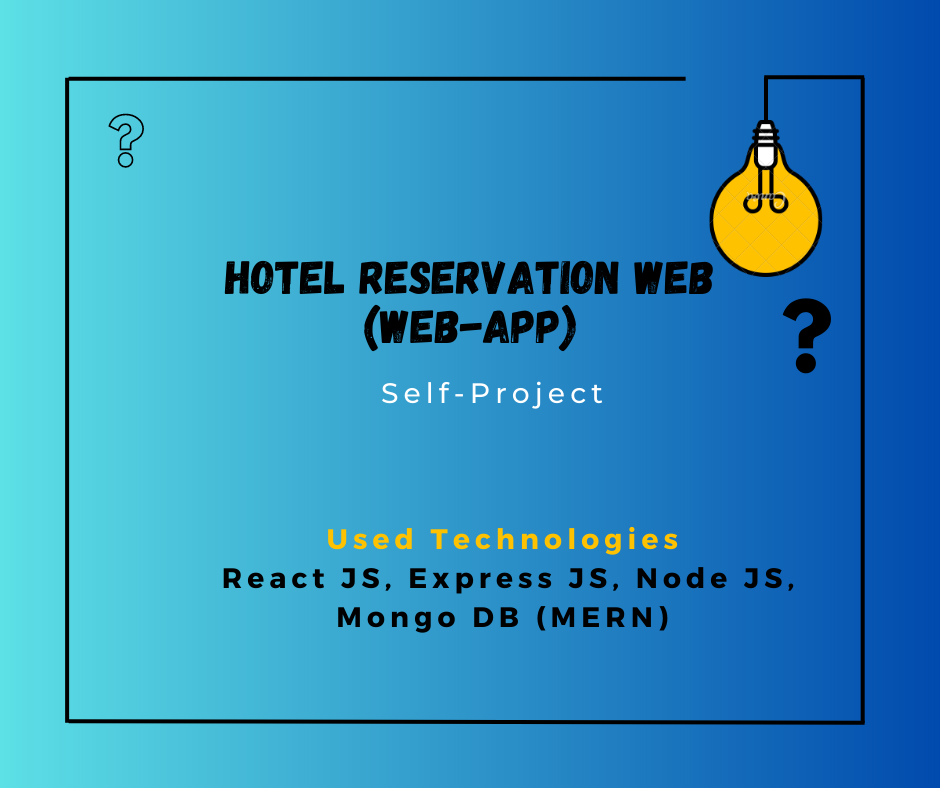 ?
HOTEL RESERVATION WEB
(WEB-APP)
?
Self-Project
Used Technologies
React JS, Express JS, Node JS,
Mongo DB (MERN)